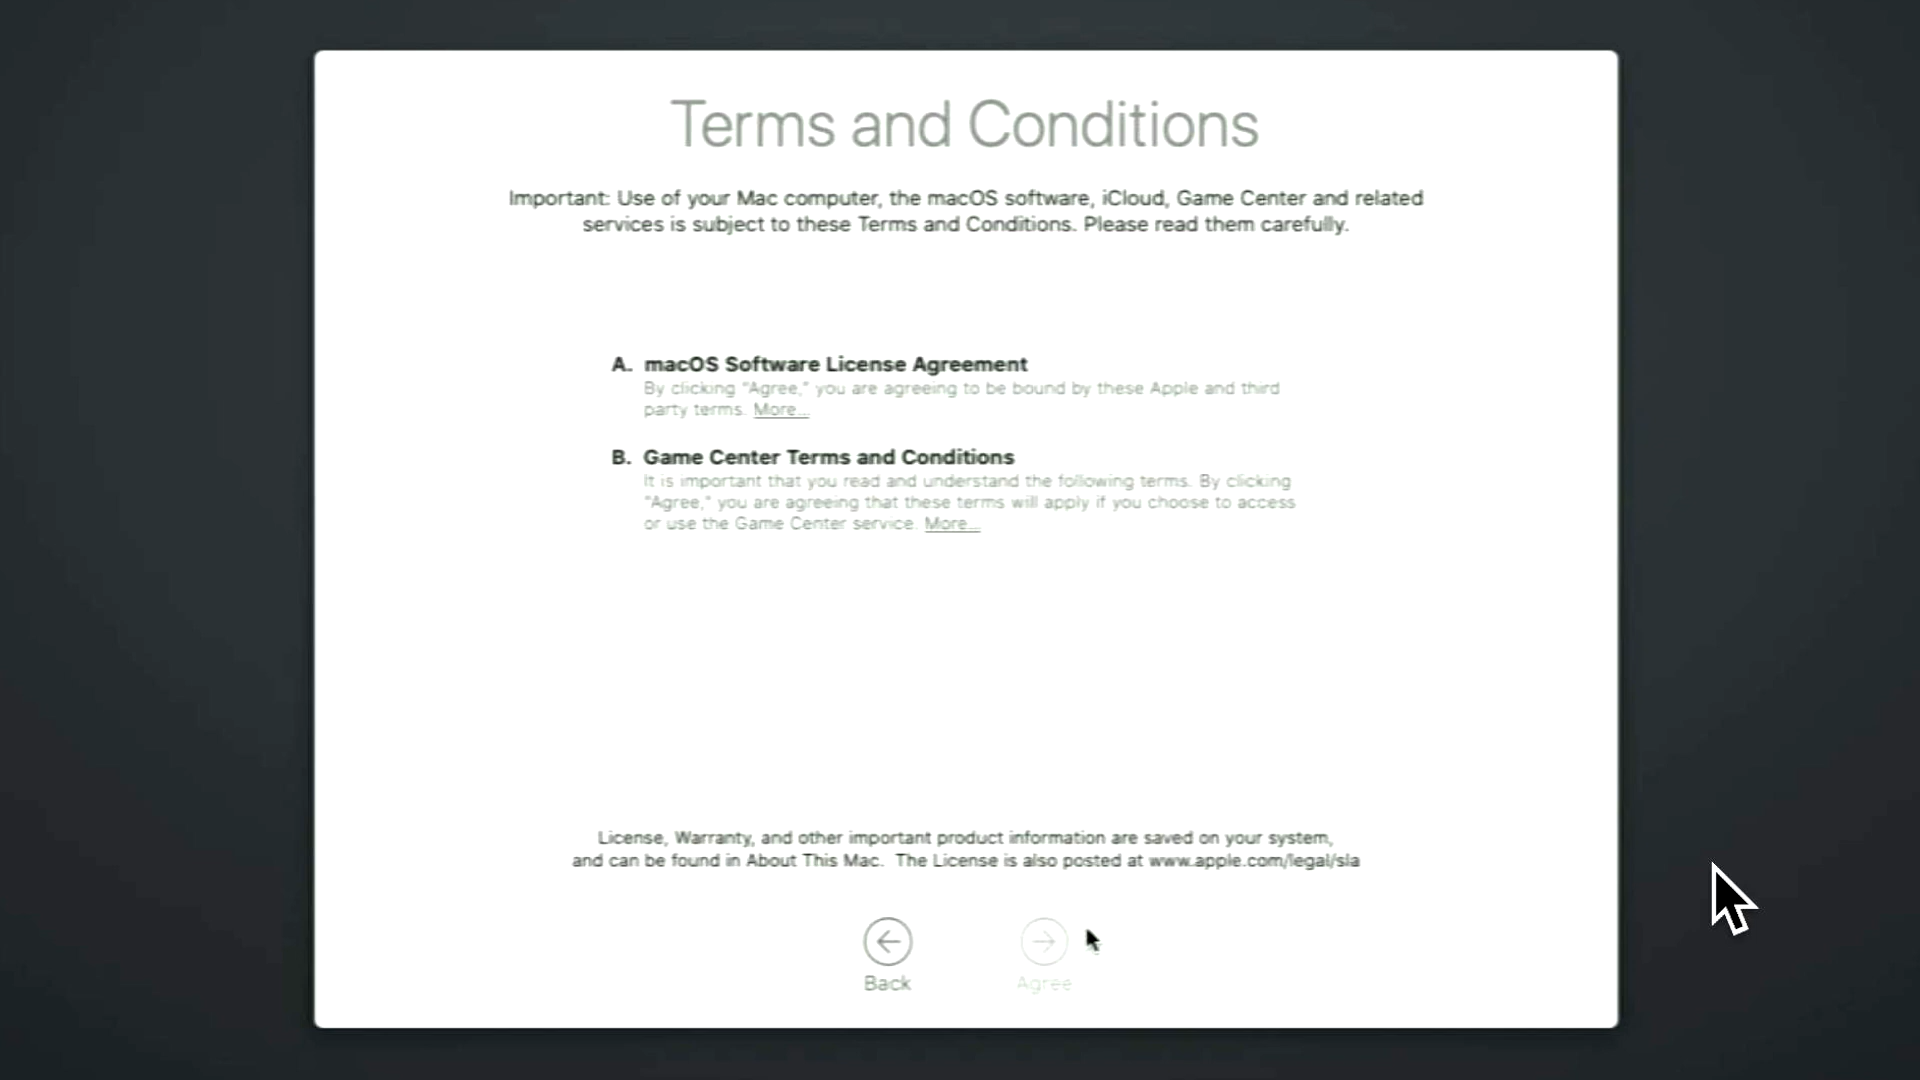 Terms and Conditions
Important: Use of your Mac computer, the macOS software, iCloud, Game Center and related
services is subject to these Terms and Conditions. Please read them carefully.
A. macOS Software License Agreement
By clicking "Agree," you are agreeing to be bound by these Apple and third
party terms. More...
B. Game Center Terms and Conditions
It is important that you read and understand the following terms. By clicking
"Agree," you are agreeing that these terms will apply if you choose to access
or use the Game Center service. More...
License, Warranty, and other important product information are saved on your system,
and can be found in About This Mac. The License is also posted at www.apple.com/legal/sla
Back
Agree